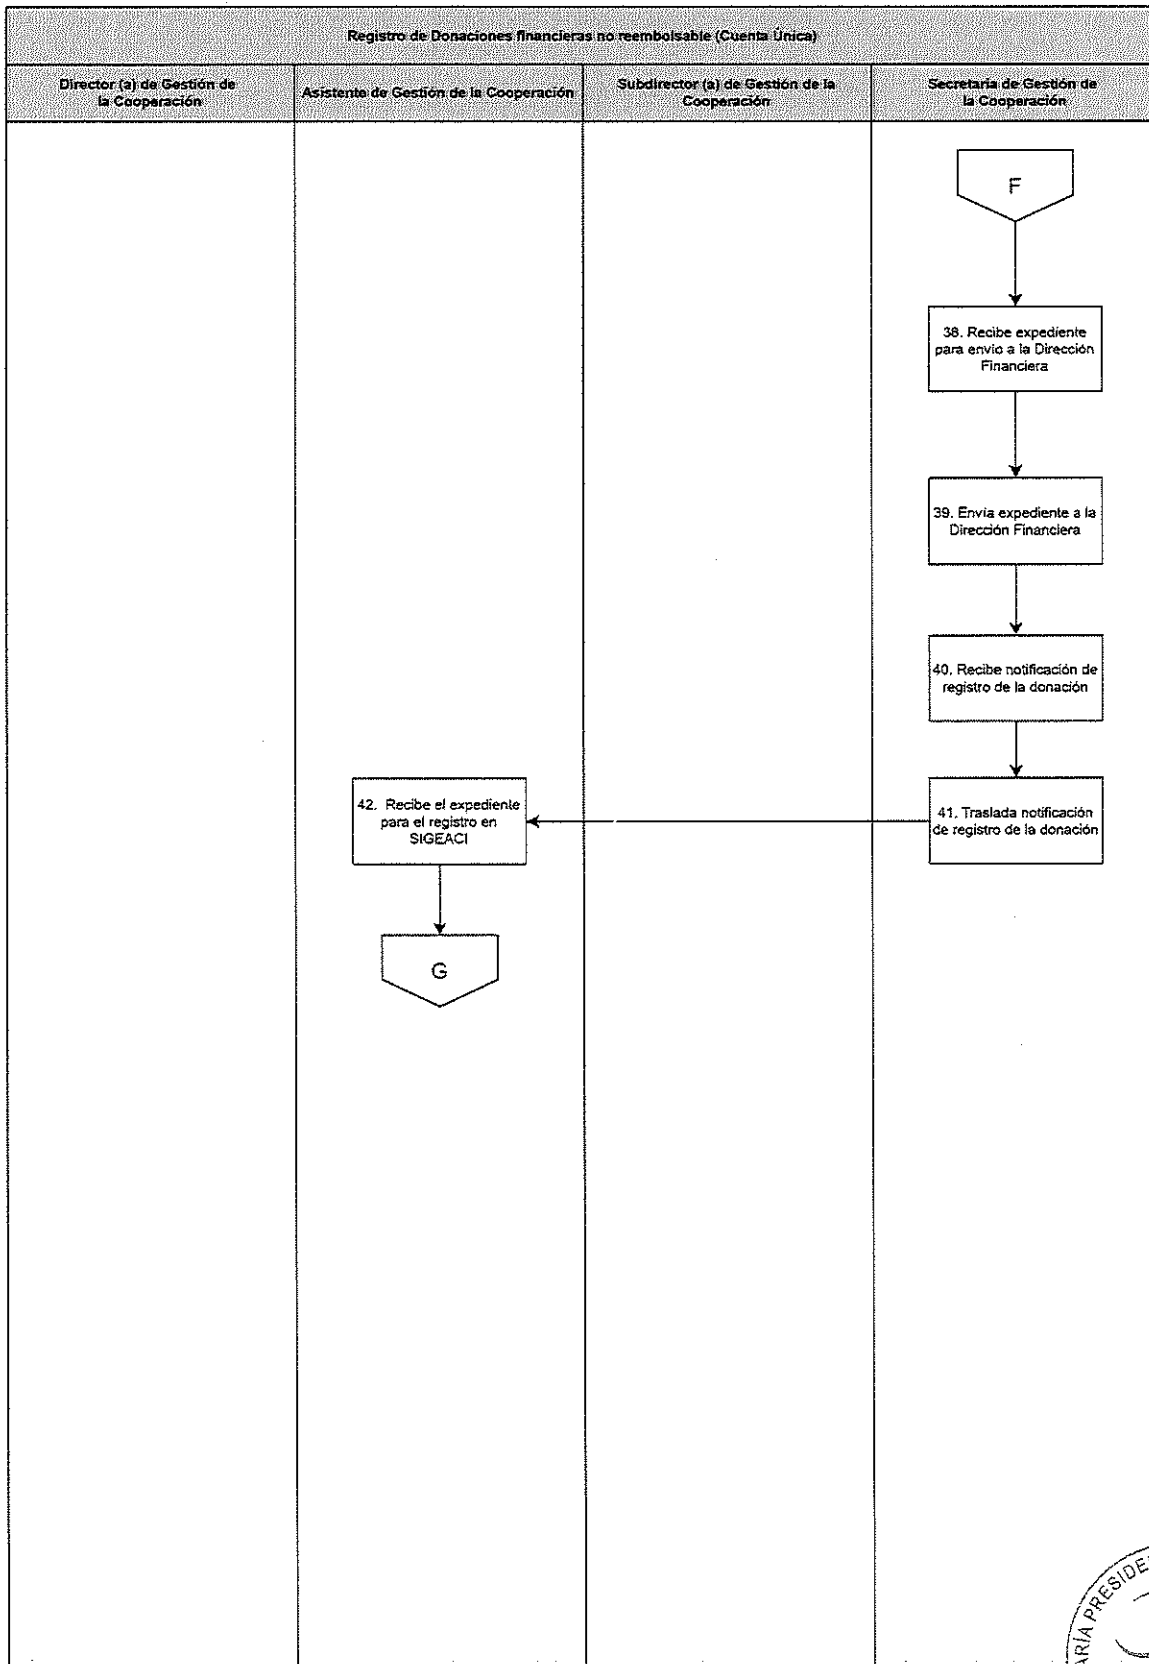 Registro de Donaciones financieras no reembolsable (Cuenta Única)
Director (a) de Gestión de
la Cooperación
Asistente de Gestión de la Cooperación
Subdirector (a) de Gestión de la
Cooperación
Secretaria de Gestión de
la Cooperación
F
38. Recibe expediente
para envío a la Dirección
Financiera
39. Envía expediente a la
Dirección Financiera
40. Recibe notificación de
registro de la donación
41. Traslada notificación
de registro de la donación
42. Recibe el expediente
para el registro en
SIGEACI
G